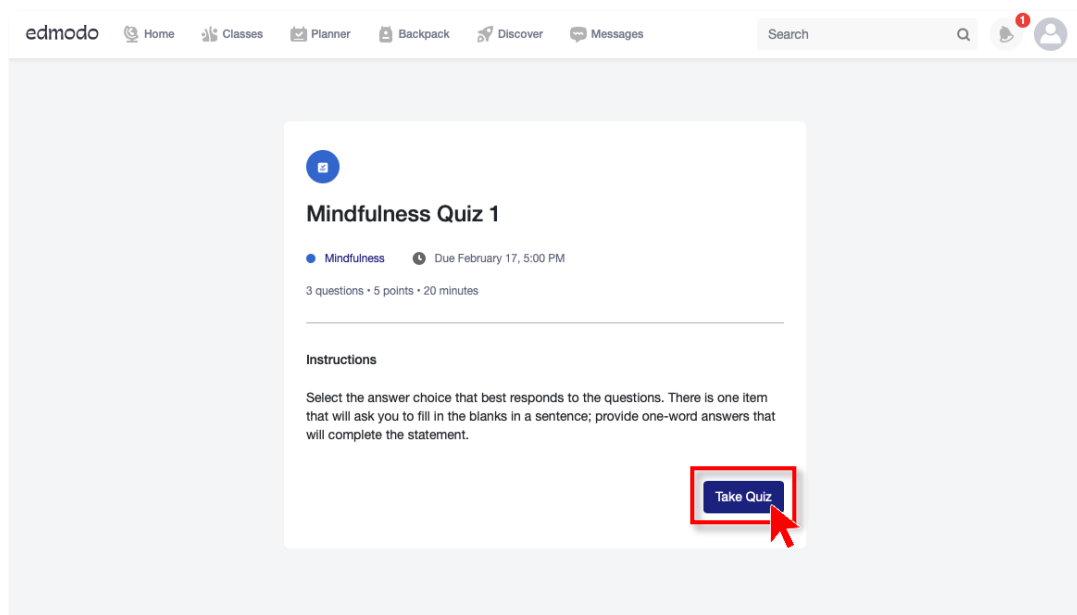 edmodo Home Classes Planner Backpack Discover Messages Search 1
Mindfulness Quiz 1
Mindfulness Due February 17, 5:00 PM
3 questions • 5 points • 20 minutes
Instructions
Select the answer choice that best responds to the questions. There is one item
that will ask you to fill in the blanks in a sentence; provide one-word answers that
will complete the statement.
Take Quiz